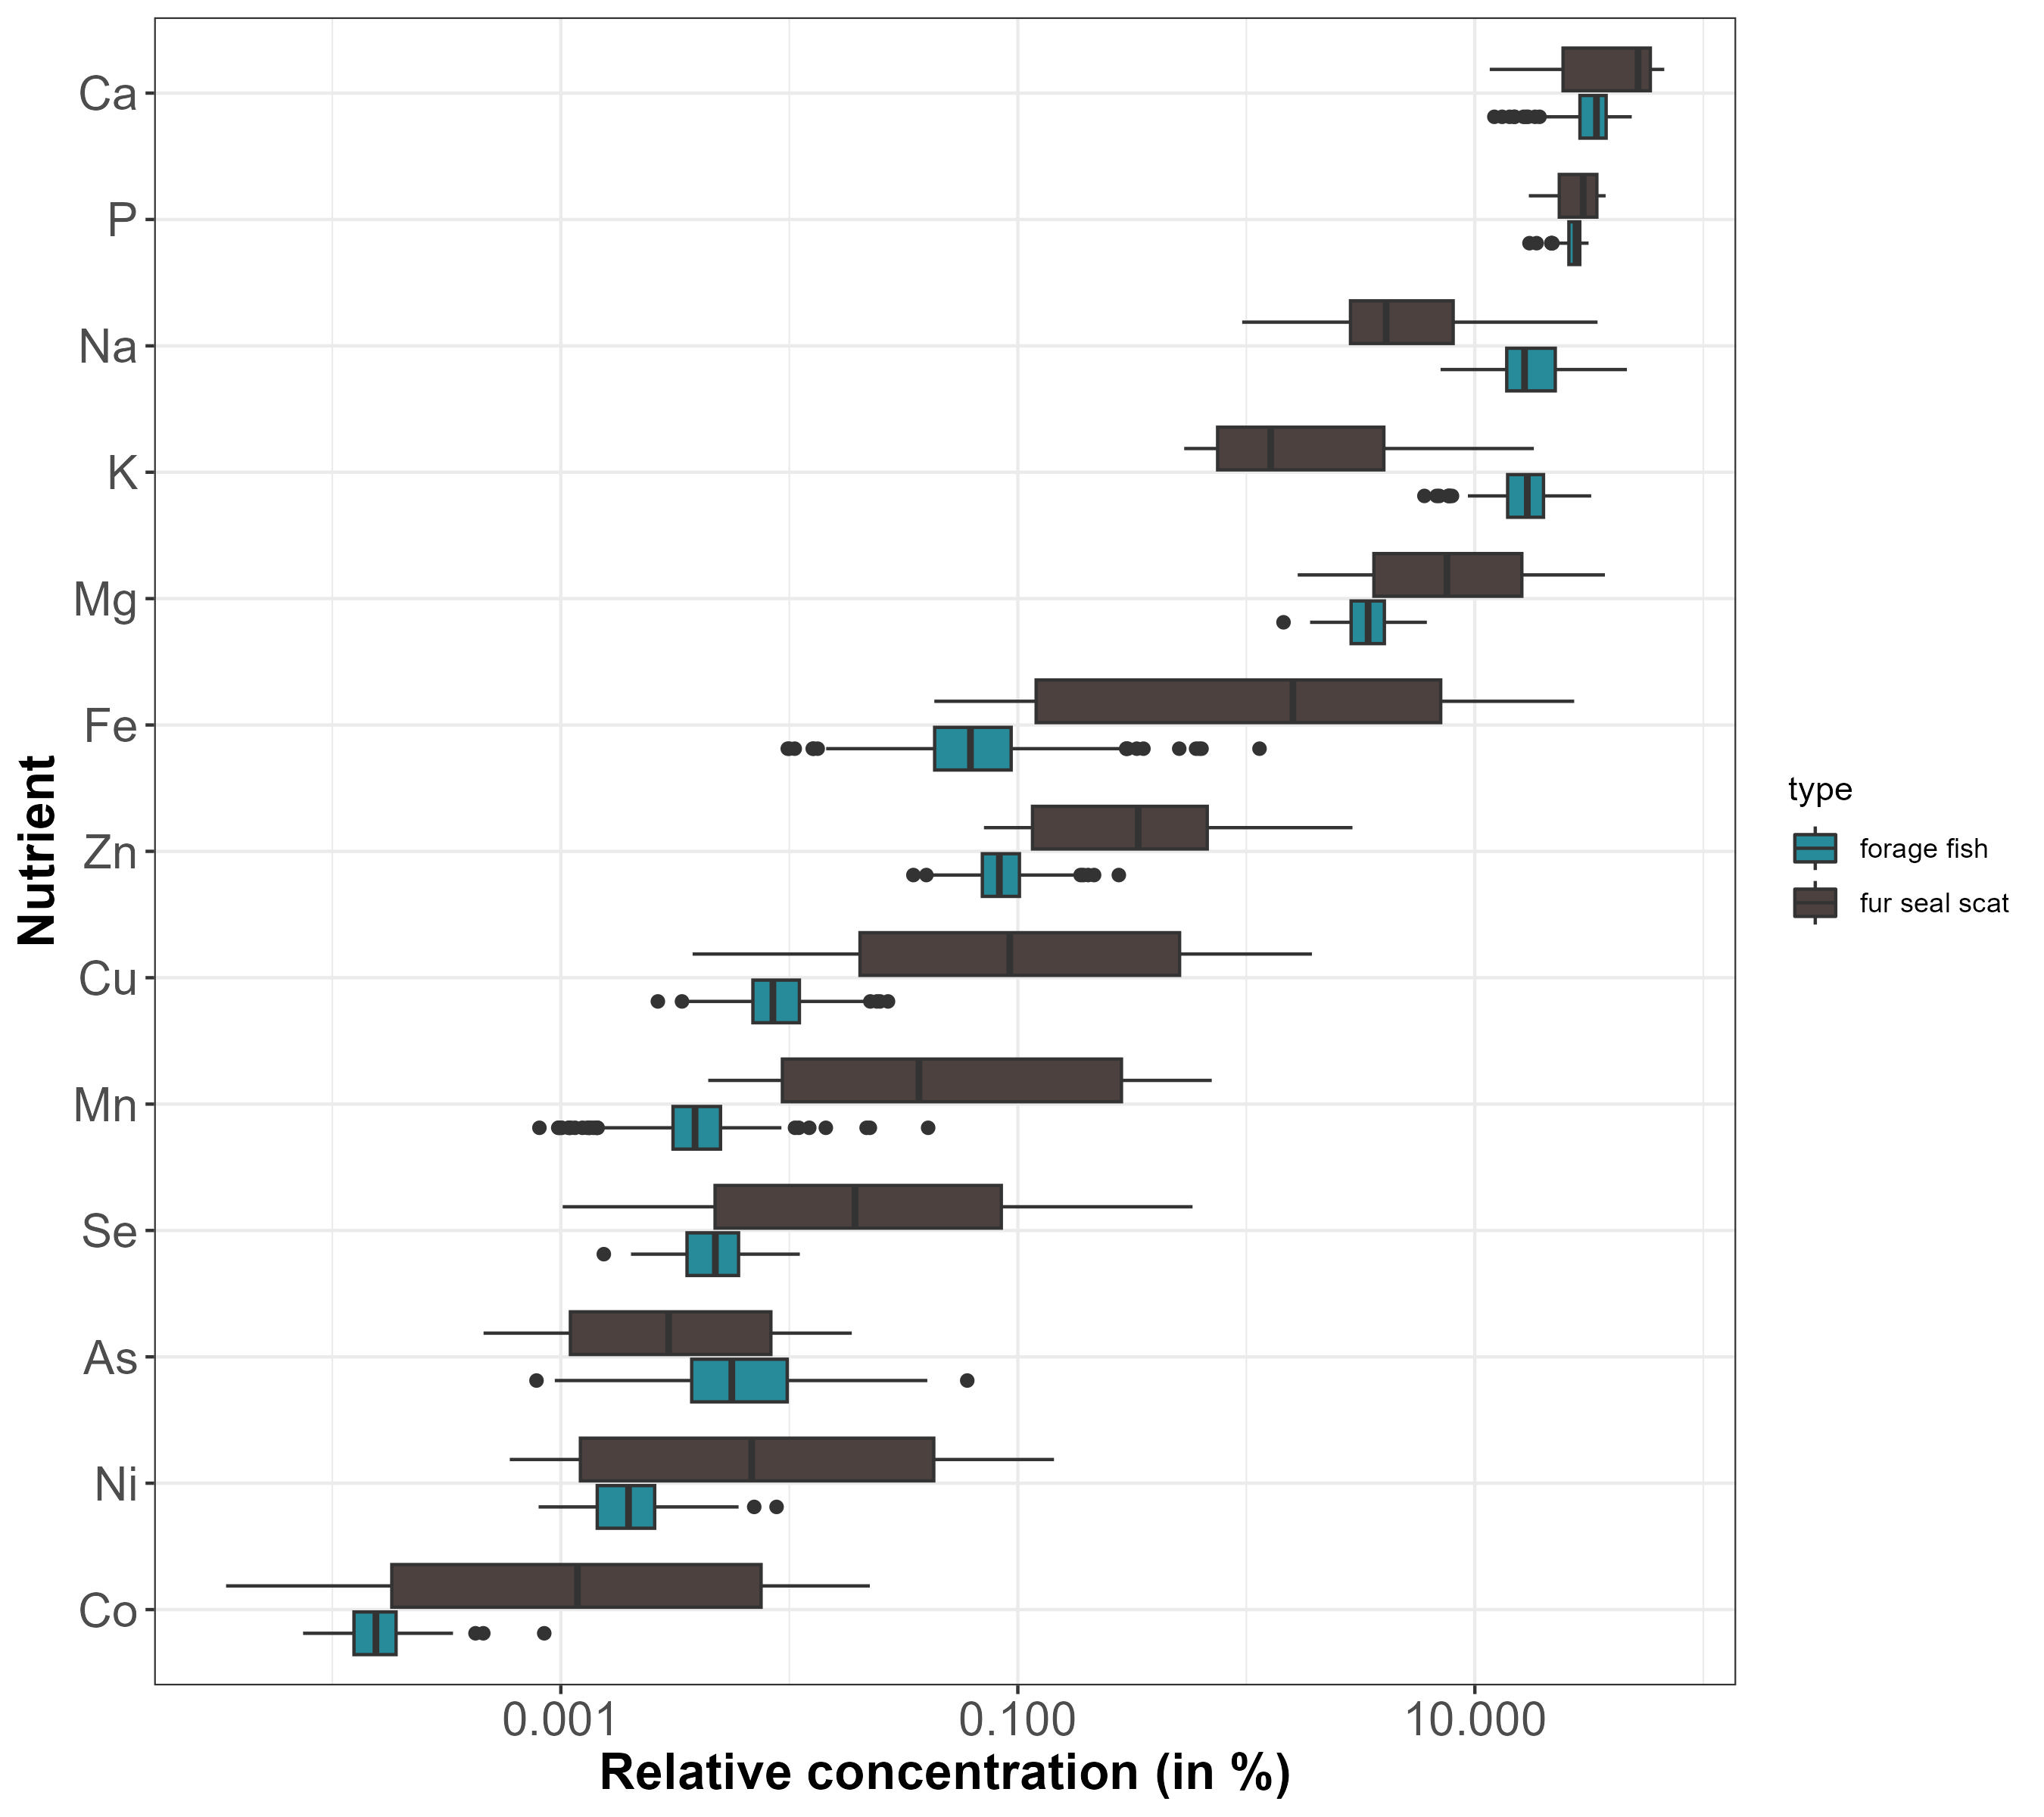 Ca
P
Na
K
Mg
Fe
Zn
Cu
Mn
Se
As
Ni
Co
Nutrient
0.001 0.100 10.000
Relative concentration (in %)
type
forage fish
fur seal scat